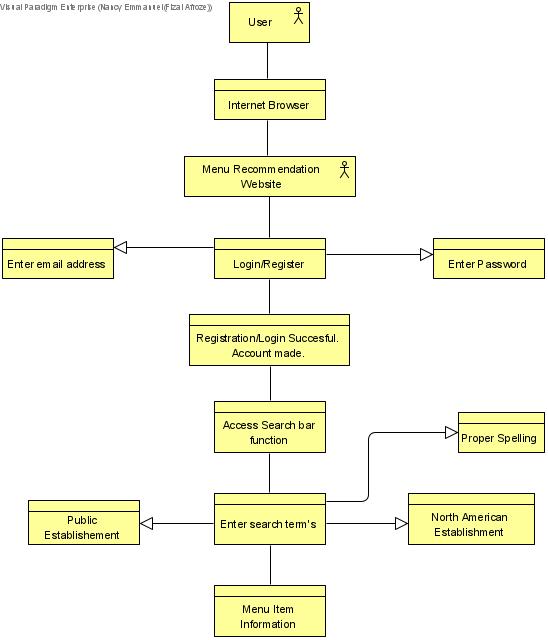 Visual Paradigm Enterprise (Nancy Emmanuel(Fizal Afroze))
User
Internet Browser
Menu Recommendation
Website
Enter email address
Login/Register
Enter Password
Registration/Login Succesful.
Account made.
Access Search bar
function
Proper Spelling
Public
Establishement
Enter search term's
North American
Establishment
Menu Item
Information